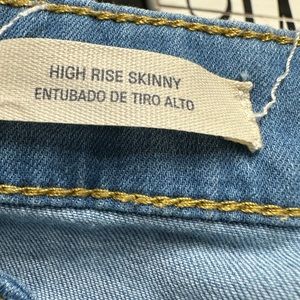 HIGH RISE SKINNY
ENTUBADO DE TIRO ALTO